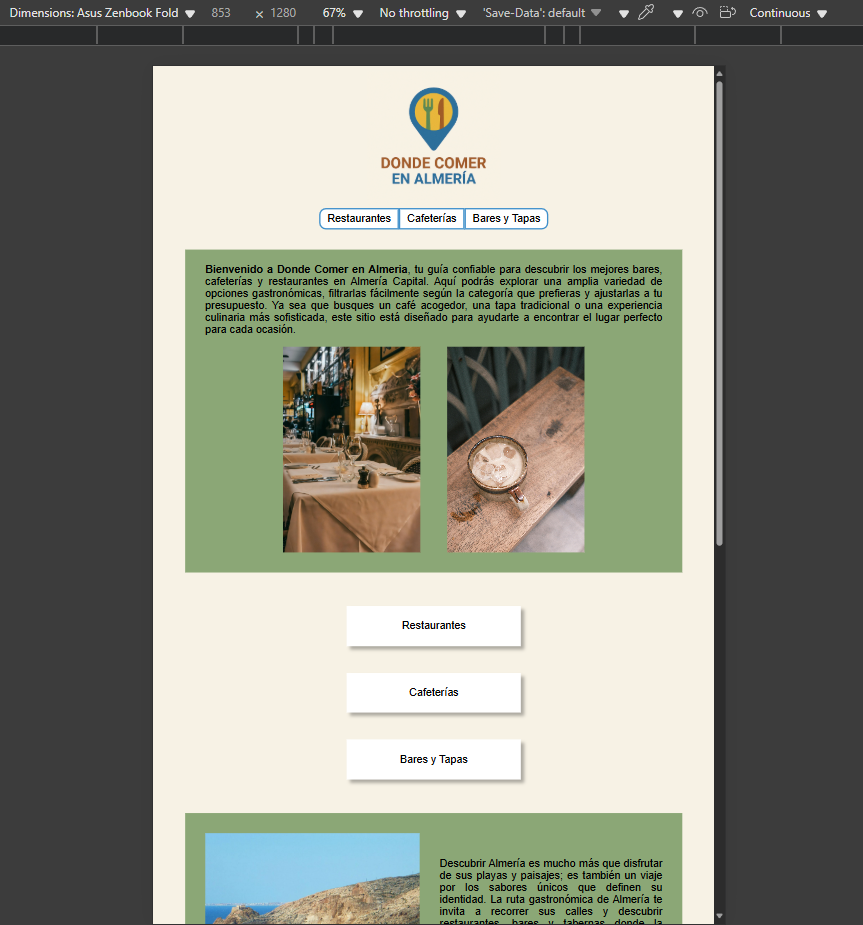 Dimensions: Asus Zenbook Fold 853 x 1280 67% No throttling 'Save-Data': default Continuous
DONDE COMER
EN ALMERÍA
Restaurantes Cafeterías Bares y Tapas
Bienvenido a Donde Comer en Almeria, tu guía confiable para descubrir los mejores bares,
cafeterías y restaurantes en Almería Capital. Aquí podrás explorar una amplia variedad de
opciones gastronómicas, filtrarlas fácilmente según la categoría que prefieras y ajustarlas a tu
presupuesto. Ya sea que busques un café acogedor, una tapa tradicional o una experiencia
culinaria más sofisticada, este sitio está diseñado para ayudarte a encontrar el lugar perfecto
para cada ocasión.
Restaurantes
Cafeterías
Bares y Tapas
Descubrir Almería es mucho más que disfrutar
de sus playas y paisajes; es también un viaje
por los sabores únicos que definen su
identidad. La ruta gastronómica de Almería te
invita a recorrer sus calles y descubrir
restaurantes, bares y tabernas donde la